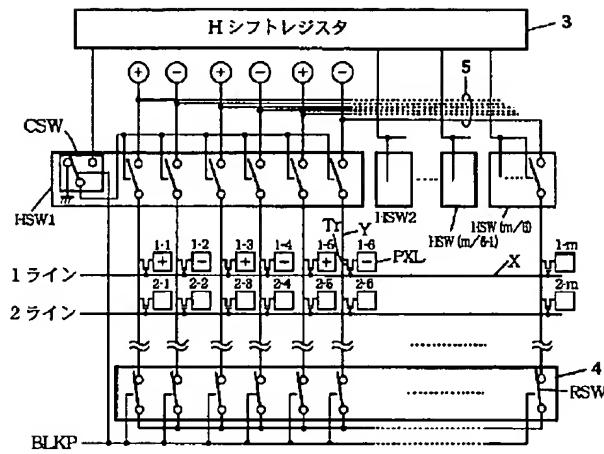 Hシフトレジスタ
3
+ - + - + -
5
CSW
HSW1
HSW2
HSW(m/6-1)
HSW(m/6)
Tr
Y
1-1 1-2 1-3 1-4 1-5 1-6 1-m
+ - + - + -
PXL
X
1ライン
2-1 2-2 2-3 2-4 2-5 2-6 2-m
2ライン
4
RSW
BLKP